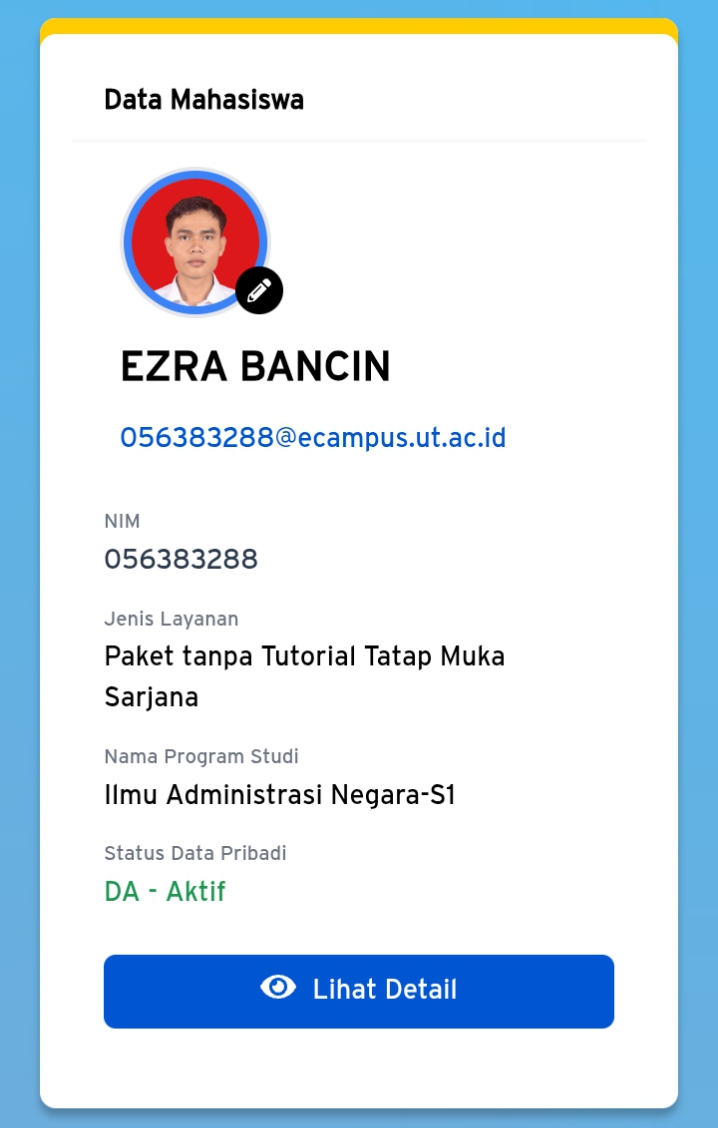 Data Mahasiswa
EZRA BANCIN
056383288@ecampus.ut.ac.id
NIM
056383288
Jenis Layanan
Paket tanpa Tutorial Tatap Muka
Sarjana
Nama Program Studi
Ilmu Administrasi Negara-S1
Status Data Pribadi
DA - Aktif
Lihat Detail